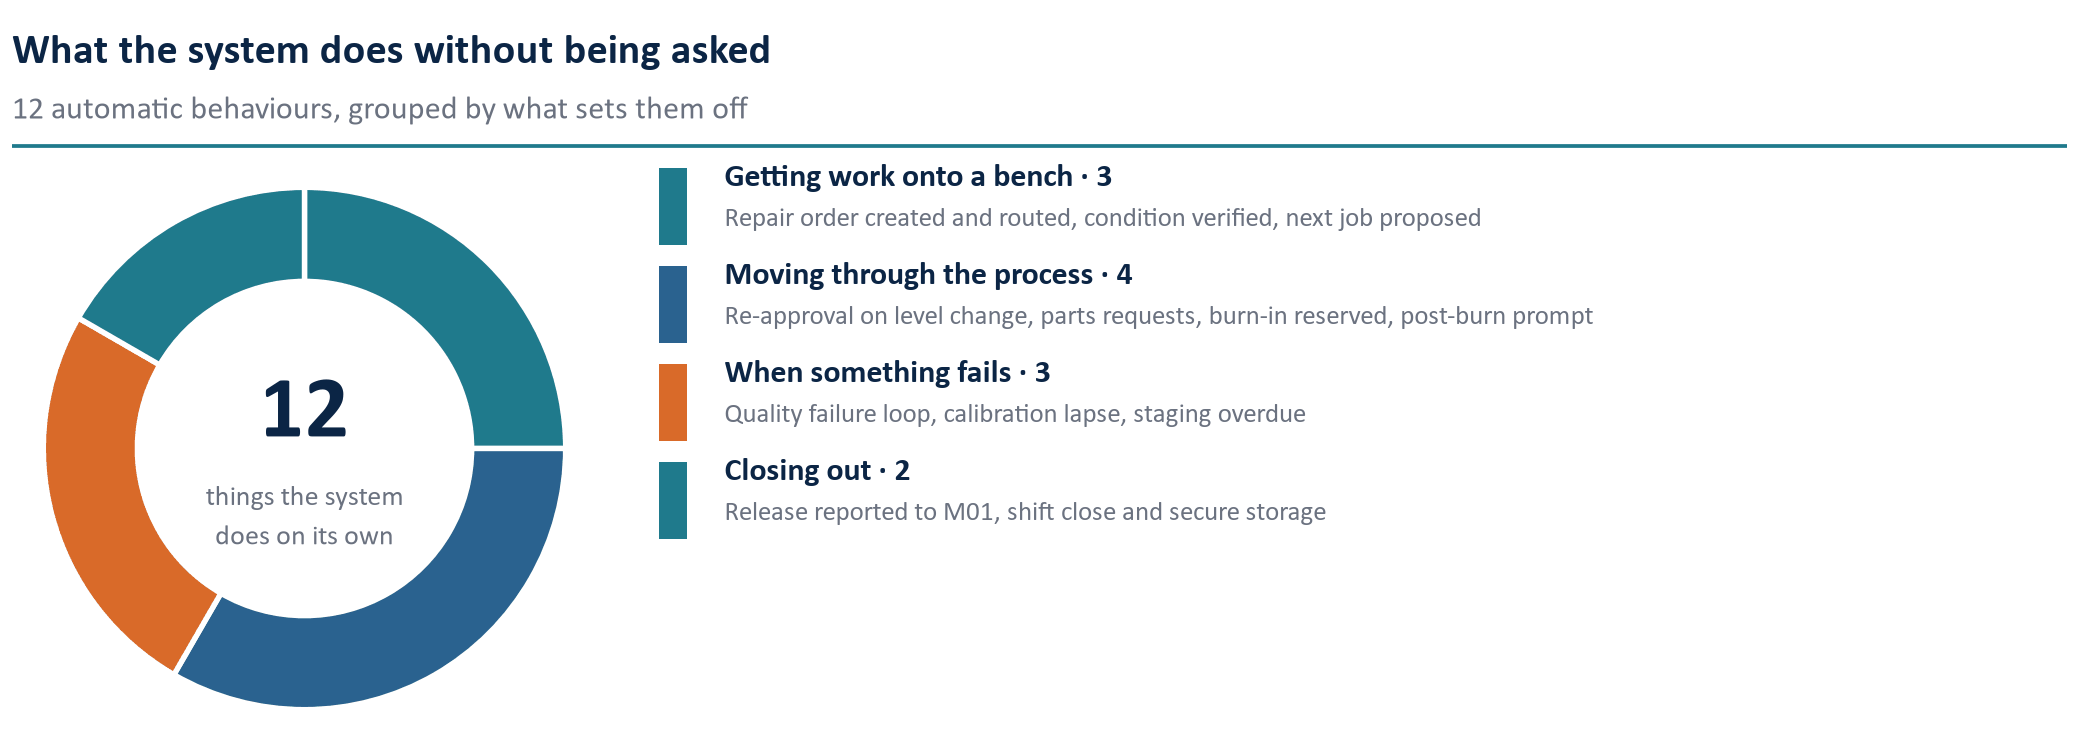 What the system does without being asked
12 automatic behaviours, grouped by what sets them off
12
things the system
does on its own
Getting work onto a bench · 3
Repair order created and routed, condition verified, next job proposed
Moving through the process · 4
Re-approval on level change, parts requests, burn-in reserved, post-burn prompt
When something fails · 3
Quality failure loop, calibration lapse, staging overdue
Closing out · 2
Release reported to M01, shift close and secure storage